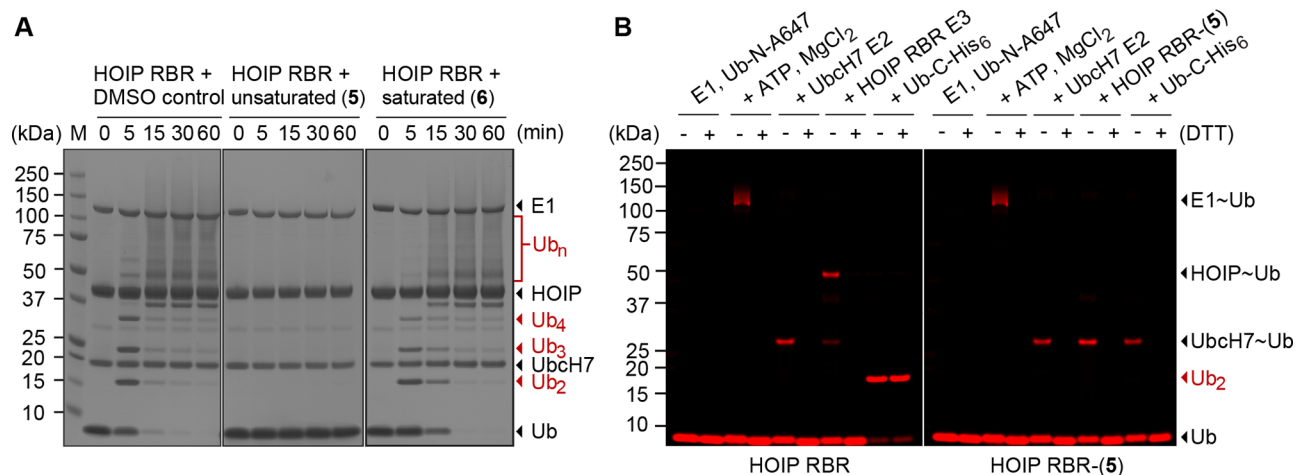 A
HOIP RBR +
DMSO control
HOIP RBR +
unsaturated (5)
HOIP RBR +
saturated (6)
(kDa) M 0 5 15 30 60 0 5 15 30 60 0 5 15 30 60 (min)
250
150
100
75
50
37
25
20
15
10
E1
Ubn
HOIP
Ub4
Ub3
UbcH7
Ub2
Ub
B
E1, Ub-N-A647
+ ATP, MgCl2
+ UbcH7 E2
+ HOIP RBR E3
+ Ub-C-His6
E1, Ub-N-A647
+ ATP, MgCl2
+ UbcH7 E2
+ HOIP RBR-(5)
+ Ub-C-His6
(kDa) - + - + - + - + - + - + - + - + - + - + (DTT)
250
150
100
75
50
37
25
20
15
10
E1~Ub
HOIP~Ub
UbcH7~Ub
Ub2
Ub
HOIP RBR
HOIP RBR-(5)